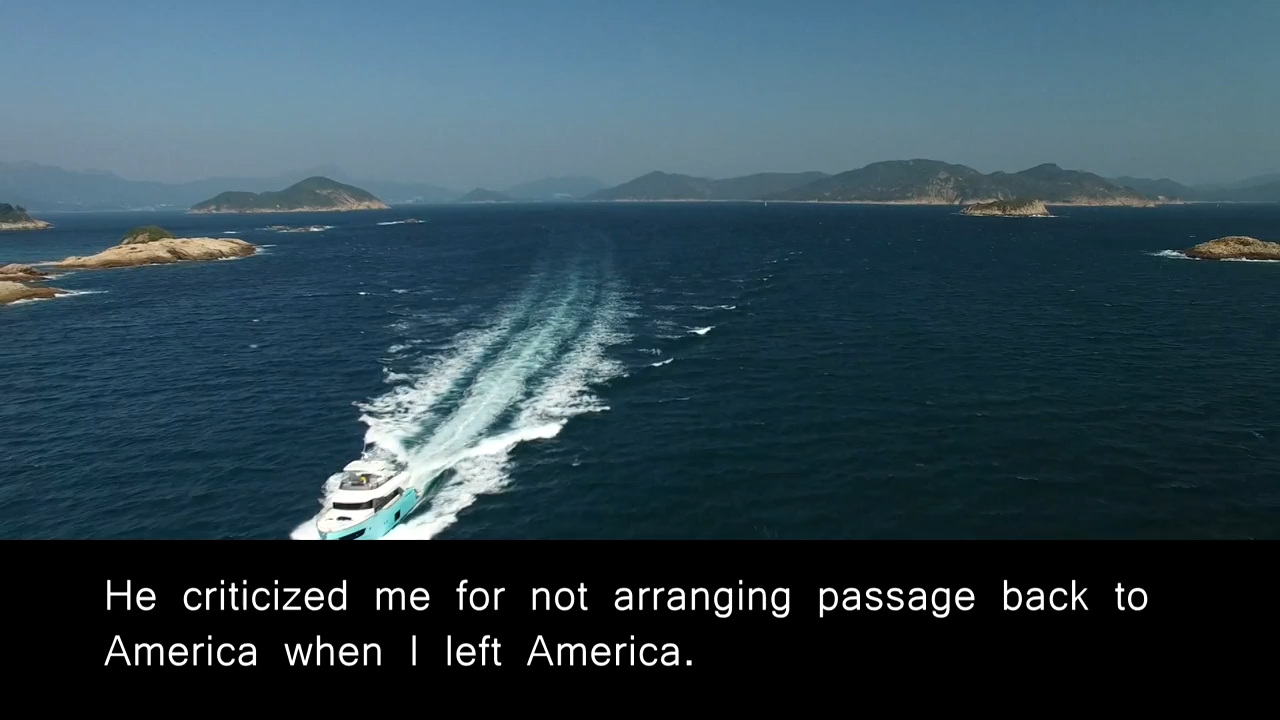 He criticized me for not arranging passage back to
America when I left America.